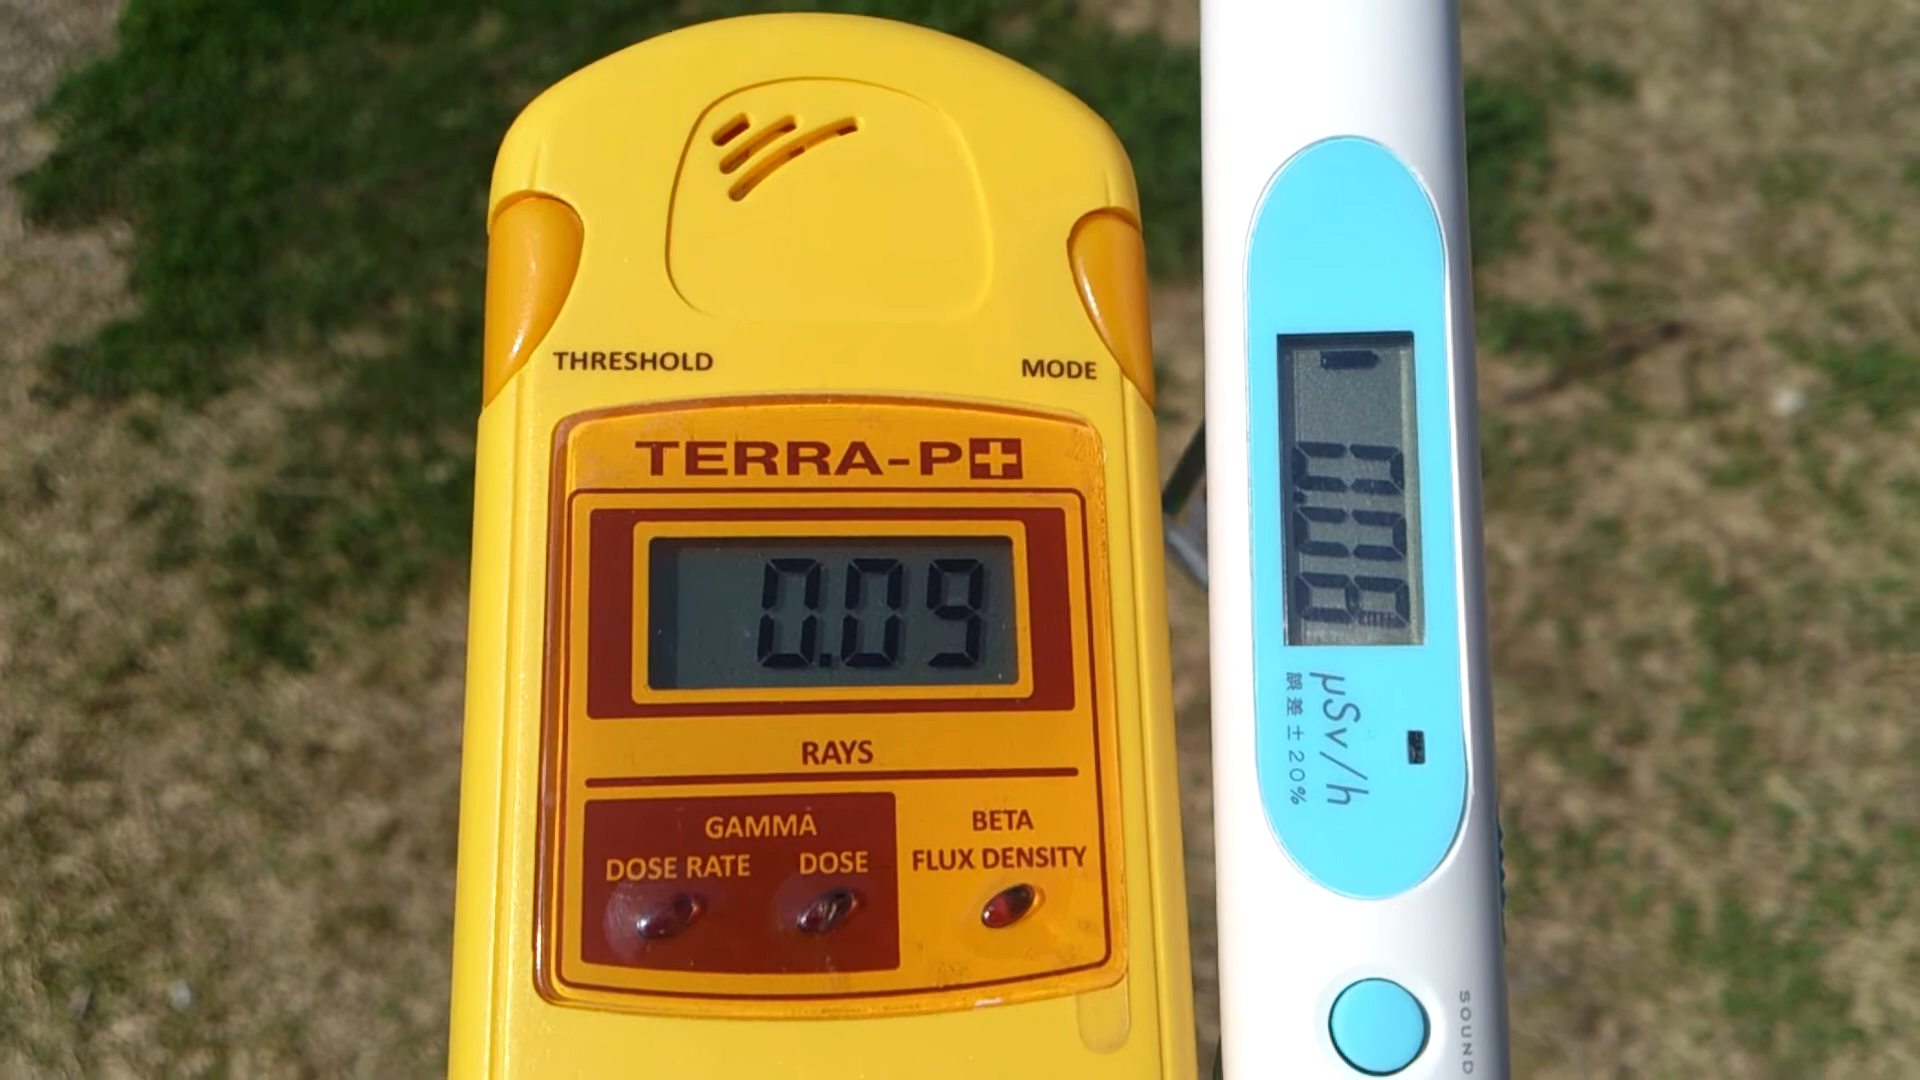 THRESHOLD
MODE
TERRA-P
0.09
RAYS
GAMMA
DOSE RATE
DOSE
BETA
FLUX DENSITY
0.08
μSv/h
誤差±20%
SOUND